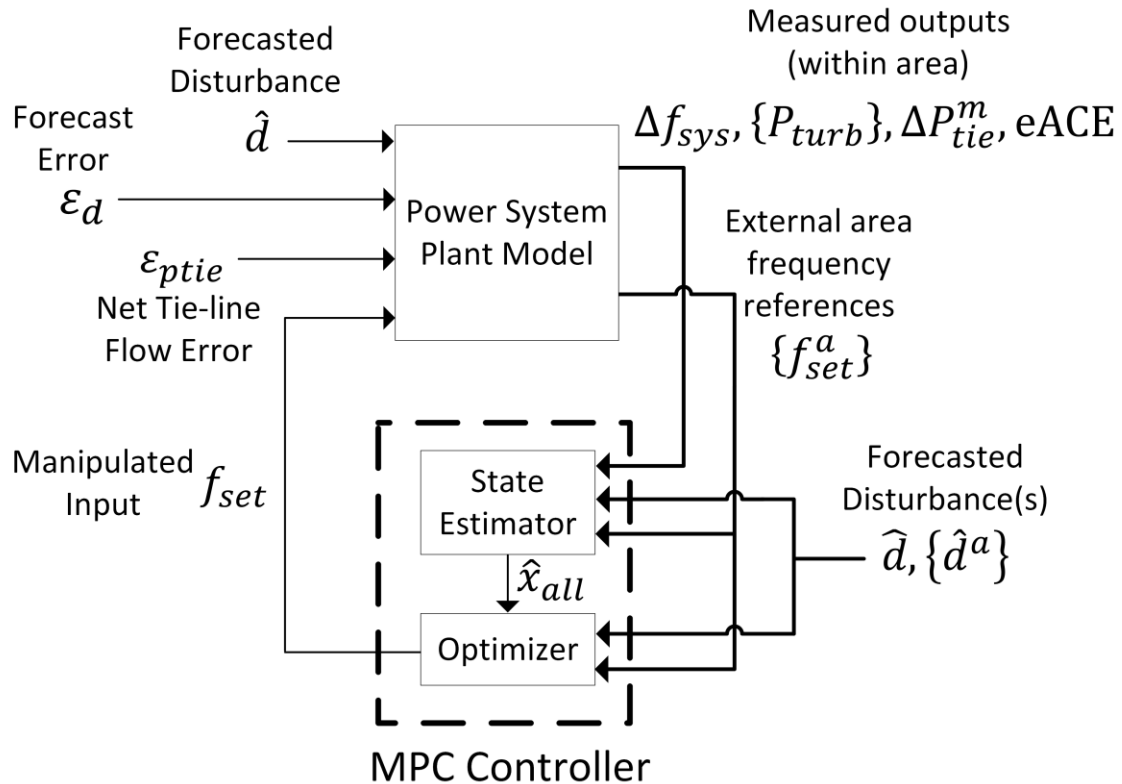 Forecasted
Disturbance
d̂
Forecast
Error
ε_d
ε_ptie
Net Tie-line
Flow Error
Power System
Plant Model
Measured outputs
(within area)
Δf_sys, {P_turb}, ΔP_tie^m, eACE
External area
frequency
references
{f_set^a}
Manipulated
Input
f_set
State
Estimator
x̂_all
Optimizer
Forecasted
Disturbance(s)
d̂, {d̂^a}
MPC Controller